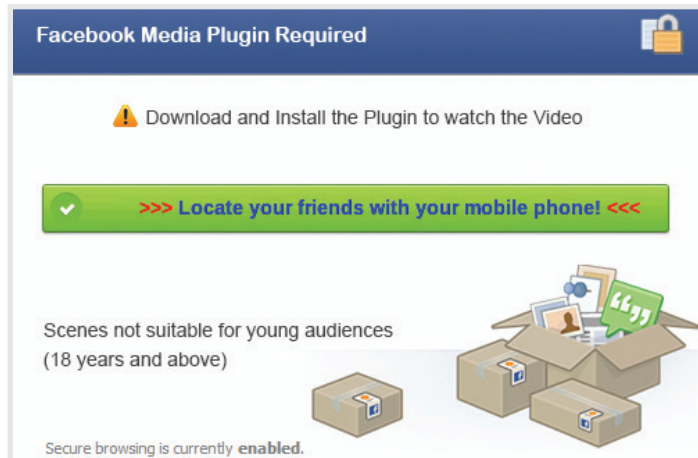 Facebook Media Plugin Required
Download and Install the Plugin to watch the Video
>>> Locate your friends with your mobile phone! <<<
Scenes not suitable for young audiences
(18 years and above)
Secure browsing is currently enabled.